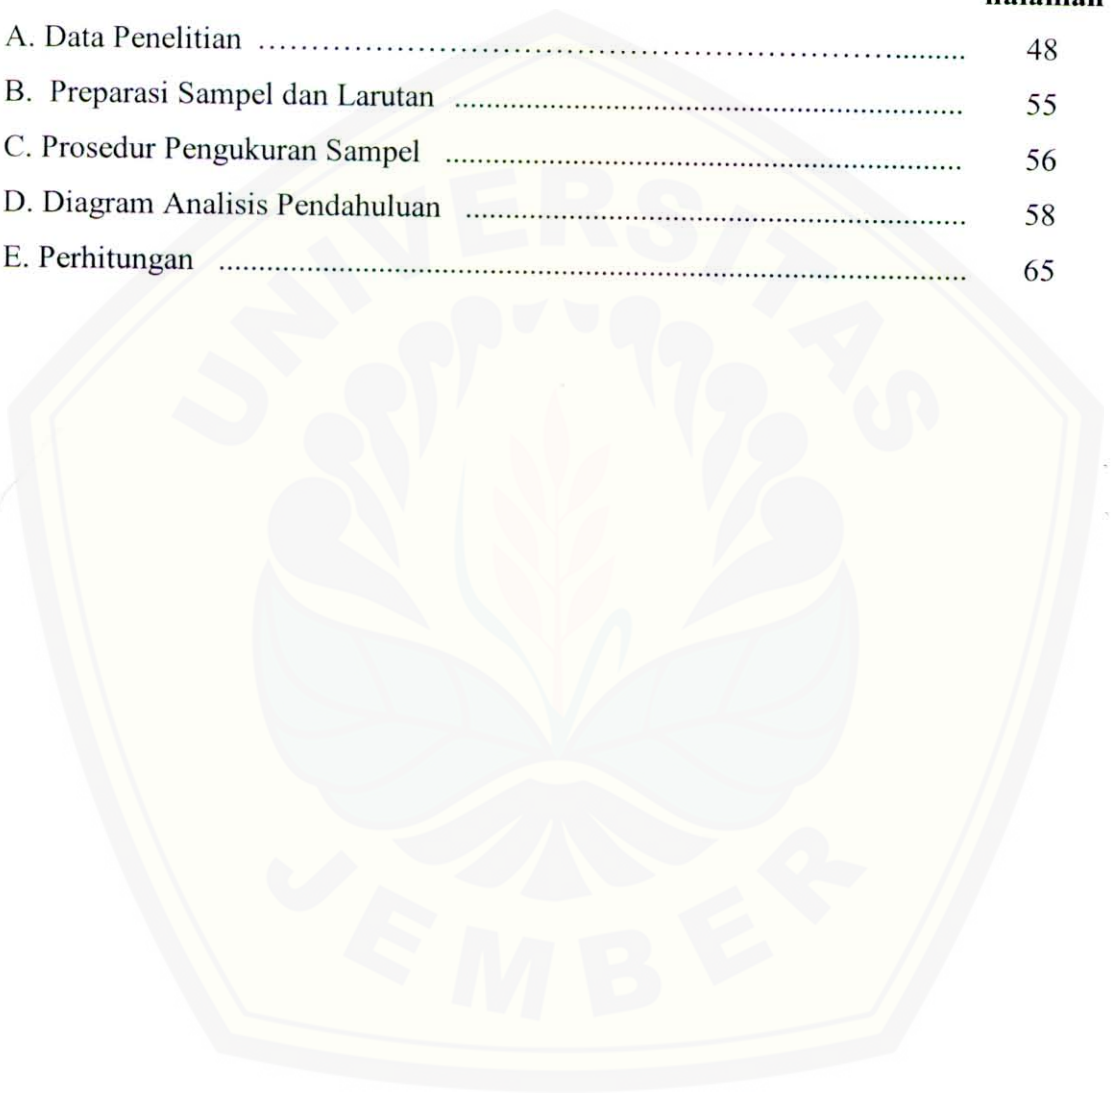 A. Data Penelitian ........................................................................ 48
B. Preparasi Sampel dan Larutan .................................................... 55
C. Prosedur Pengukuran Sampel .................................................... 56
D. Diagram Analisis Pendahuluan .................................................. 58
E. Perhitungan ............................................................................ 65
UNIVERSITAS
JEMBER